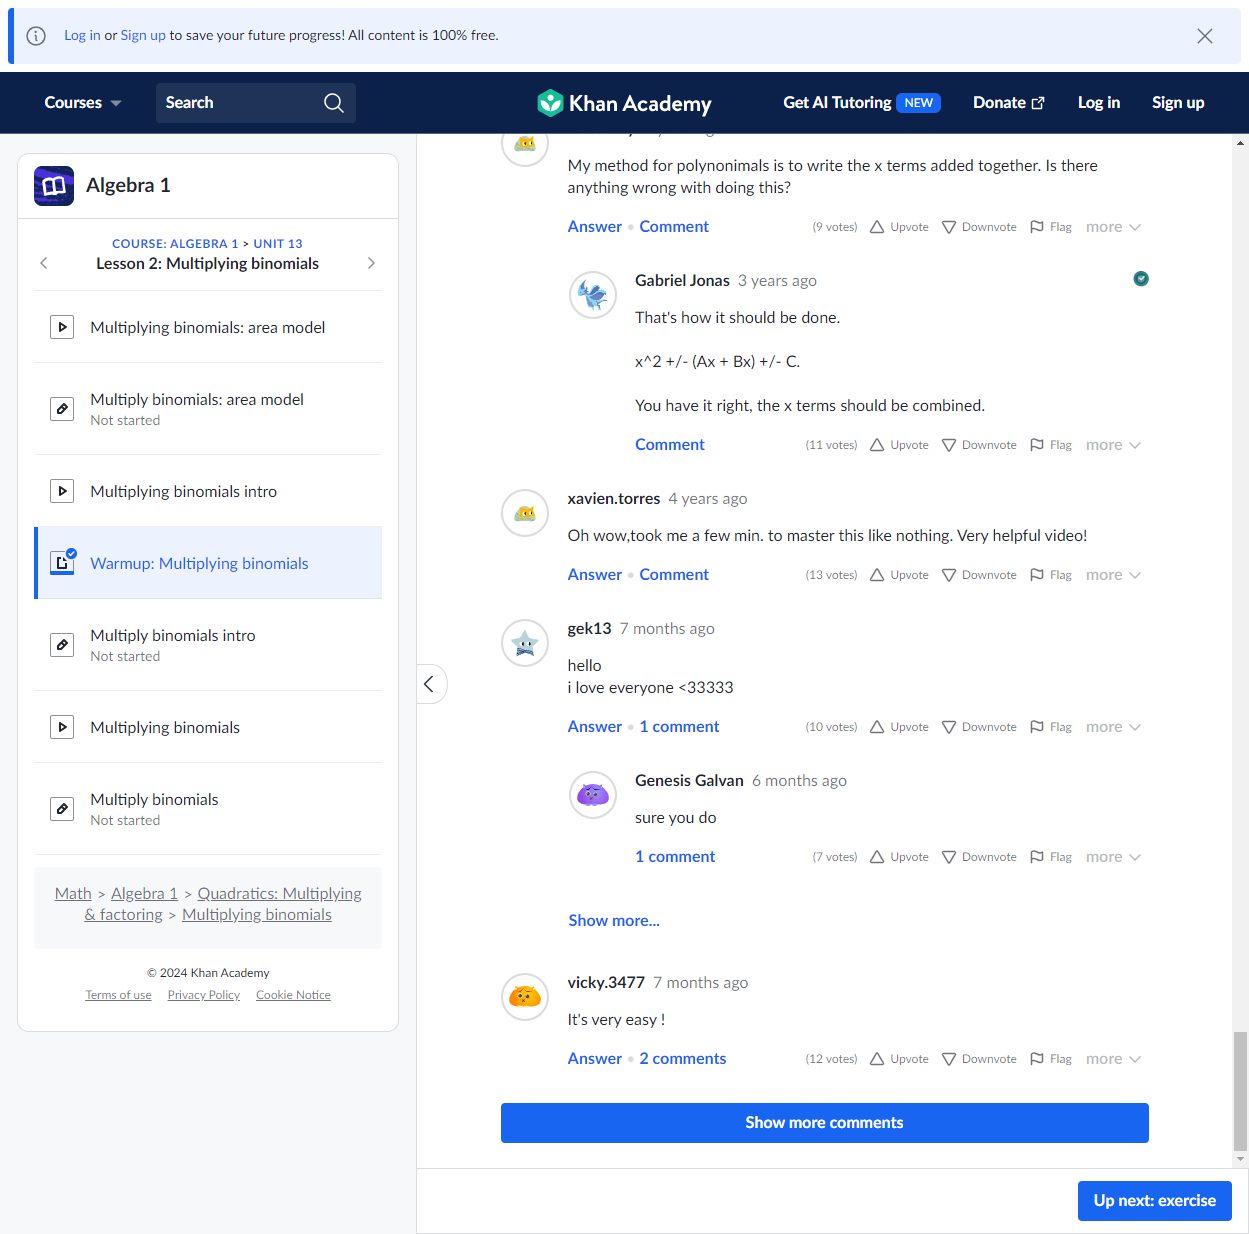 Log in or Sign up to save your future progress! All content is 100% free.
Courses
Search
Khan Academy
Get AI Tutoring NEW
Donate
Log in
Sign up
Algebra 1
COURSE: ALGEBRA 1 > UNIT 13
Lesson 2: Multiplying binomials
Multiplying binomials: area model
Multiply binomials: area model
Not started
Multiplying binomials intro
Warmup: Multiplying binomials
Multiply binomials intro
Not started
Multiplying binomials
Multiply binomials
Not started
Math > Algebra 1 > Quadratics: Multiplying
& factoring > Multiplying binomials
© 2024 Khan Academy
Terms of use Privacy Policy Cookie Notice
My method for polynonimals is to write the x terms added together. Is there
anything wrong with doing this?
Answer • Comment (9 votes) Upvote Downvote Flag more
Gabriel Jonas 3 years ago
That's how it should be done.
x^2 +/- (Ax + Bx) +/- C.
You have it right, the x terms should be combined.
Comment (11 votes) Upvote Downvote Flag more
xavien.torres 4 years ago
Oh wow,took me a few min. to master this like nothing. Very helpful video!
Answer • Comment (13 votes) Upvote Downvote Flag more
gek13 7 months ago
hello
i love everyone <33333
Answer • 1 comment (10 votes) Upvote Downvote Flag more
Genesis Galvan 6 months ago
sure you do
1 comment (7 votes) Upvote Downvote Flag more
Show more...
vicky.3477 7 months ago
It's very easy !
Answer • 2 comments (12 votes) Upvote Downvote Flag more
Show more comments
Up next: exercise